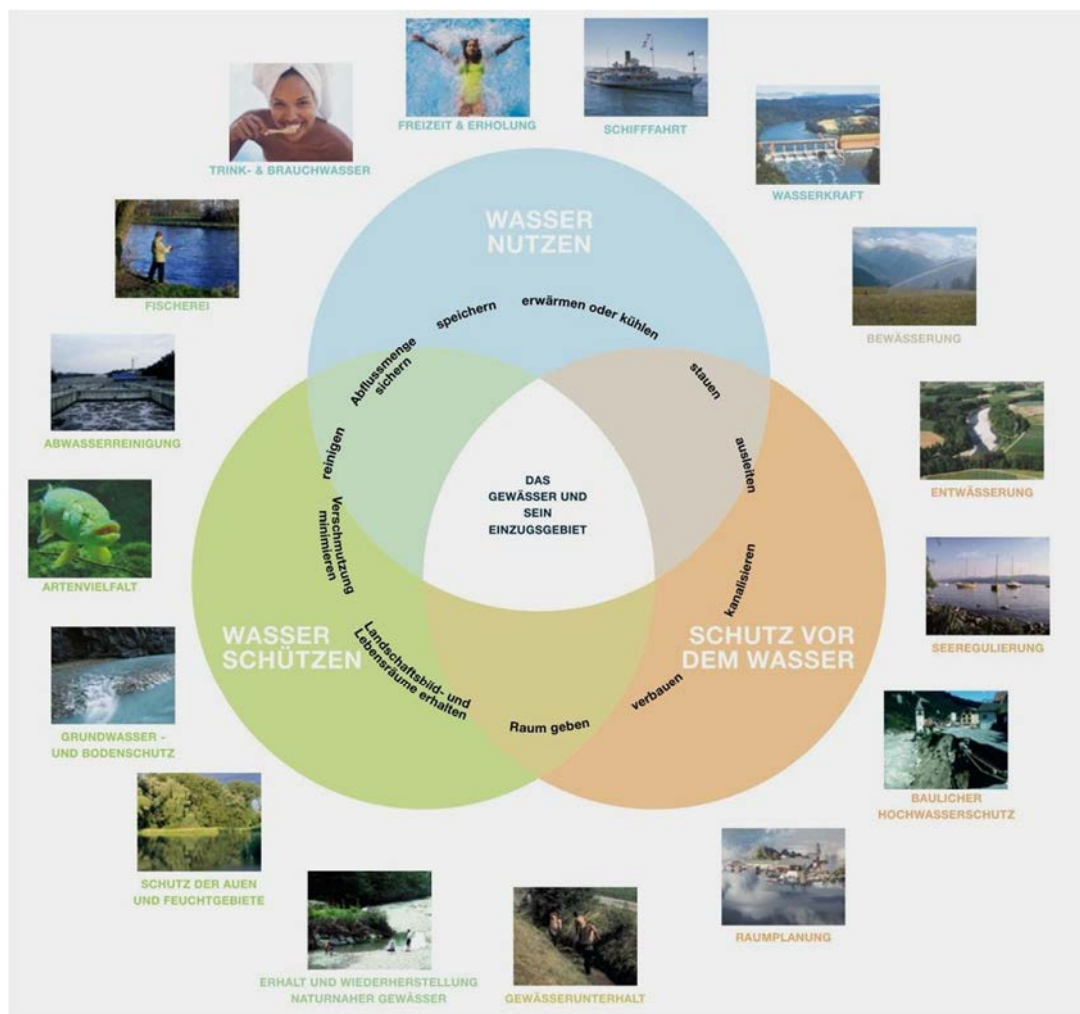 FREIZEIT & ERHOLUNG
SCHIFFFAHRT
TRINK- & BRAUCHWASSER
WASSERKRAFT
FISCHEREI
BEWÄSSERUNG
ABWASSERREINIGUNG
ENTWÄSSERUNG
ARTENVIELFALT
SEEREGULIERUNG
GRUNDWASSER -
UND BODENSCHUTZ
BAULICHER
HOCHWASSERSCHUTZ
SCHUTZ DER AUEN
UND FEUCHTGEBIETE
RAUMPLANUNG
ERHALT UND WIEDERHERSTELLUNG
NATURNAHER GEWÄSSER
GEWÄSSERUNTERHALT
WASSER
NUTZEN
speichern
erwärmen oder kühlen
Abflussmenge
sichern
stauen
reinigen
ausleiten
DAS
GEWÄSSER UND
SEIN
EINZUGSGEBIET
Verschmutzung
minimieren
kanalisieren
WASSER
SCHÜTZEN
SCHUTZ VOR
DEM WASSER
Landschaftsbild- und
Lebensräume erhalten
Raum geben
verbauen